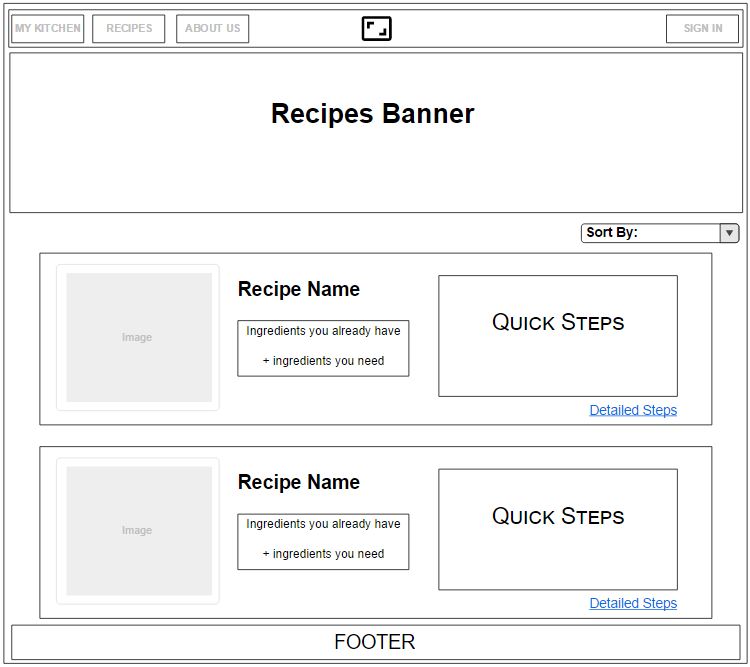 MY KITCHEN
RECIPES
ABOUT US
SIGN IN
Recipes Banner
Sort By:
Image
Recipe Name
Ingredients you already have
+ ingredients you need
QUICK STEPS
Detailed Steps
Image
Recipe Name
Ingredients you already have
+ ingredients you need
QUICK STEPS
Detailed Steps
FOOTER